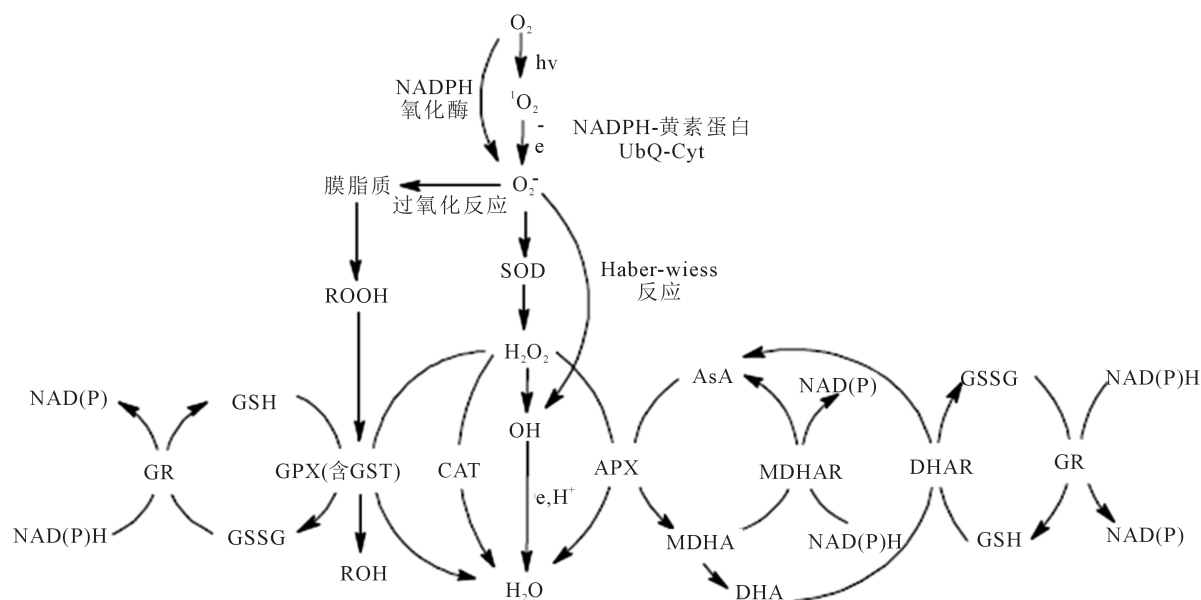 O₂
hv
NADPH
氧化酶
¹O₂
-
e
NADPH-黄素蛋白
UbQ-Cyt
膜脂质
O₂⁻
过氧化反应
SOD
Haber-wiess
反应
ROOH
H₂O₂
AsA
NAD(P)
GSSG
NAD(P)H
NAD(P)
GSH
OH
GR
GPX(含GST)
CAT
APX
MDHAR
DHAR
GR
e,H⁺
NAD(P)H
GSSG
MDHA
NAD(P)H
GSH
NAD(P)
ROH
H₂O
DHA